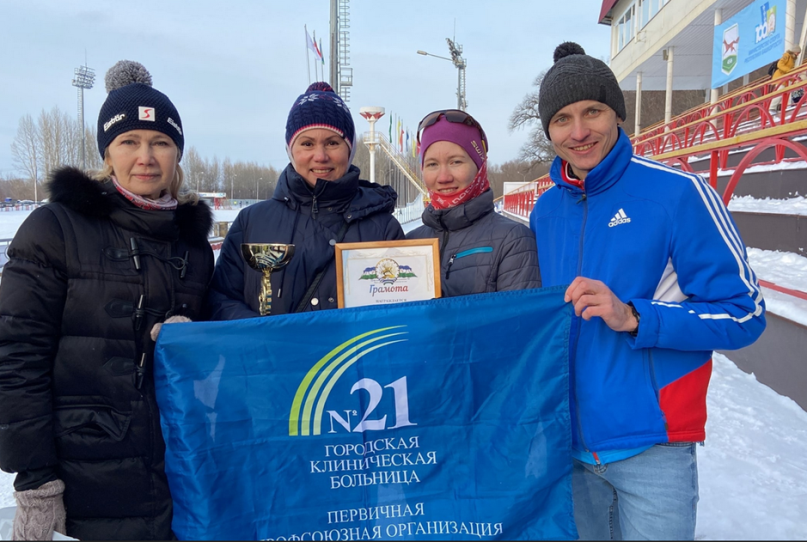 Грамота
adidas
№21
ГОРОДСКАЯ
КЛИНИЧЕСКАЯ
БОЛЬНИЦА
ПЕРВИЧНАЯ
ПРОФСОЮЗНАЯ ОРГАНИЗАЦИЯ